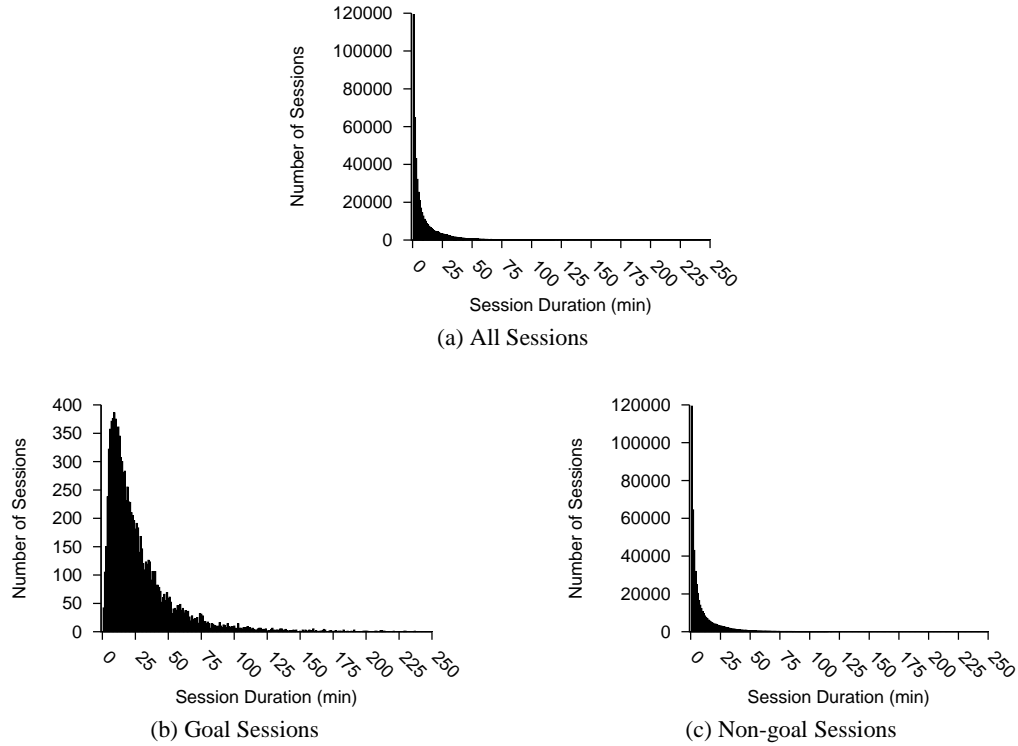 120000
100000
80000
60000
40000
20000
0
Number of Sessions
0 25 50 75 100 125 150 175 200 225 250
Session Duration (min)
(a) All Sessions
400
350
300
250
200
150
100
50
0
Number of Sessions
0 25 50 75 100 125 150 175 200 225 250
Session Duration (min)
(b) Goal Sessions
120000
100000
80000
60000
40000
20000
0
Number of Sessions
0 25 50 75 100 125 150 175 200 225 250
Session Duration (min)
(c) Non-goal Sessions